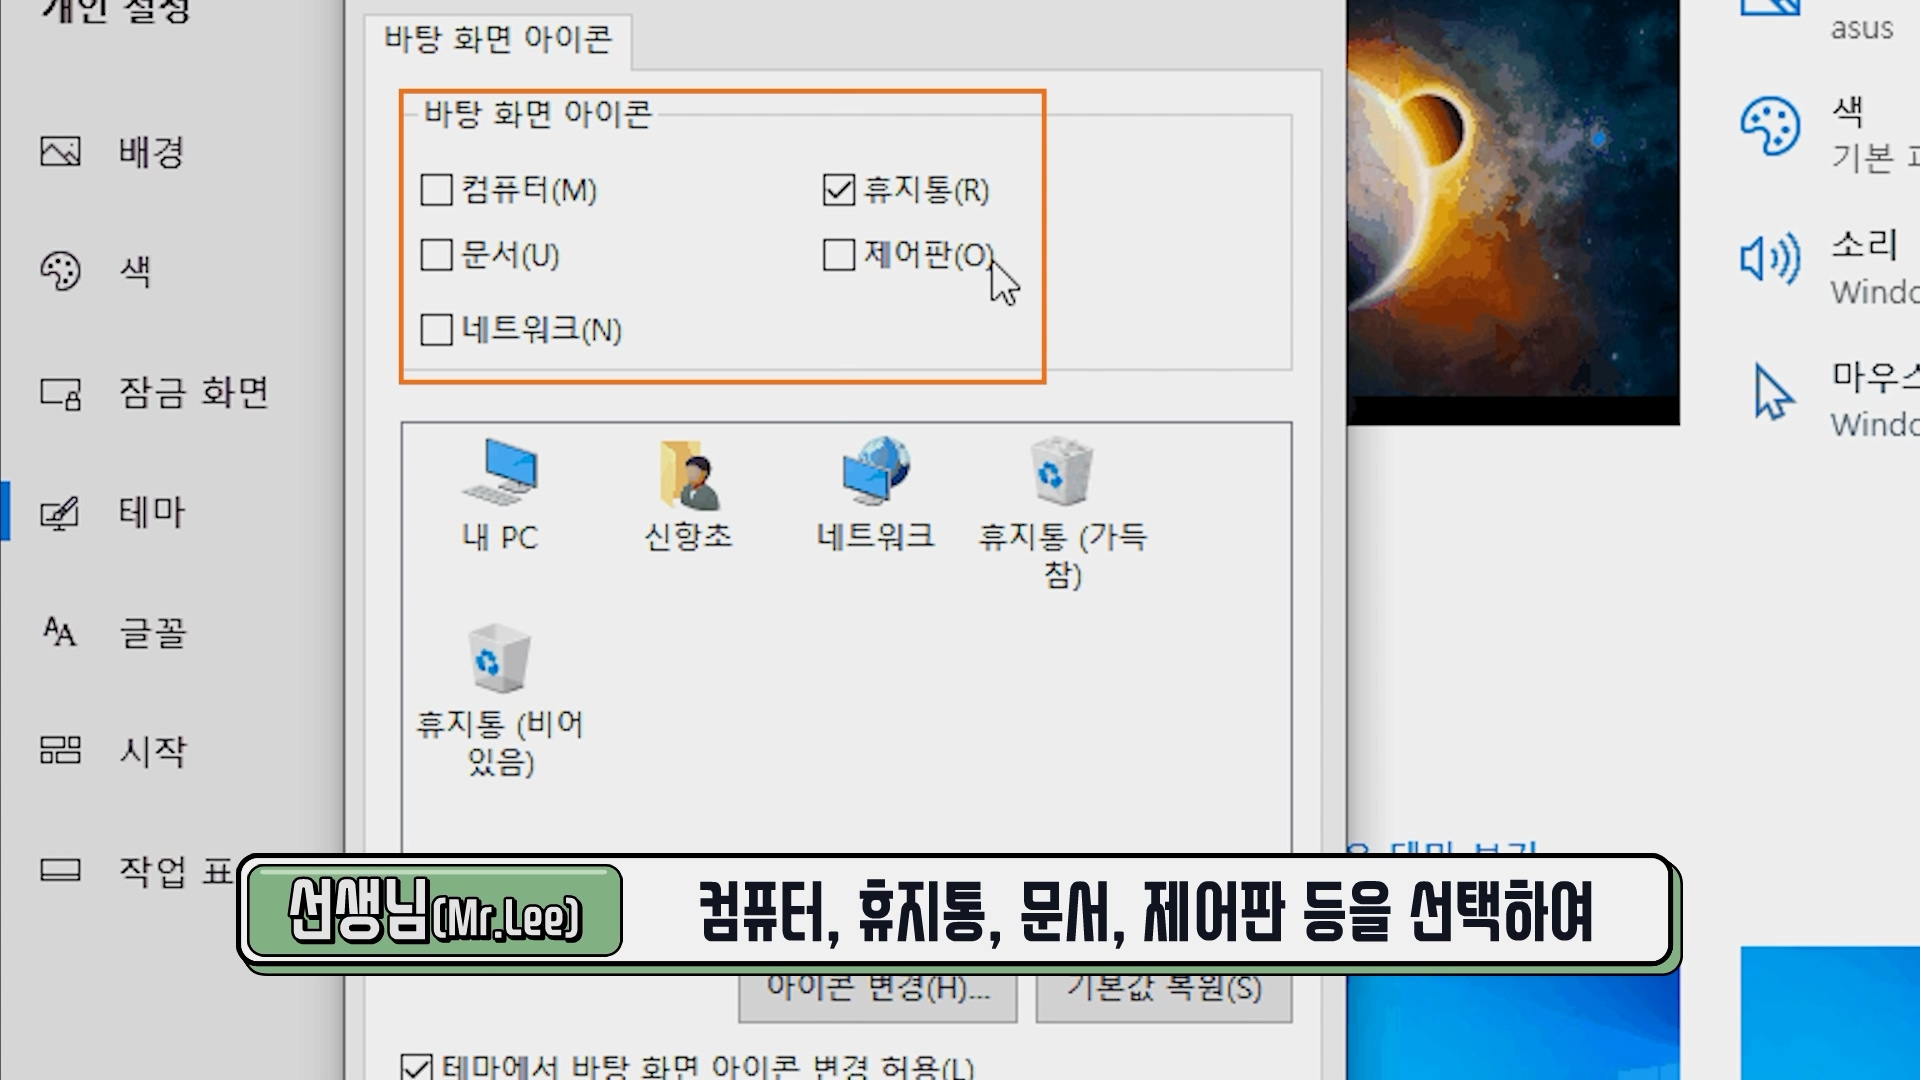 개인 설정
배경
색
잠금 화면
테마
글꼴
시작
작업 표
바탕 화면 아이콘
바탕 화면 아이콘
컴퓨터(M)
휴지통(R)
문서(U)
제어판(O)
네트워크(N)
내 PC
신항초
네트워크
휴지통 (가득
참)
휴지통 (비어
있음)
asus
색
기본
소리
Windo
마우스
Windo
테마 보기
선생님(Mr.Lee)
컴퓨터, 휴지통, 문서, 제어판 등을 선택하여
아이콘 변경(H)...
기본값 복원(S)
테마에서 바탕 화면 아이콘 변경 허용(L)